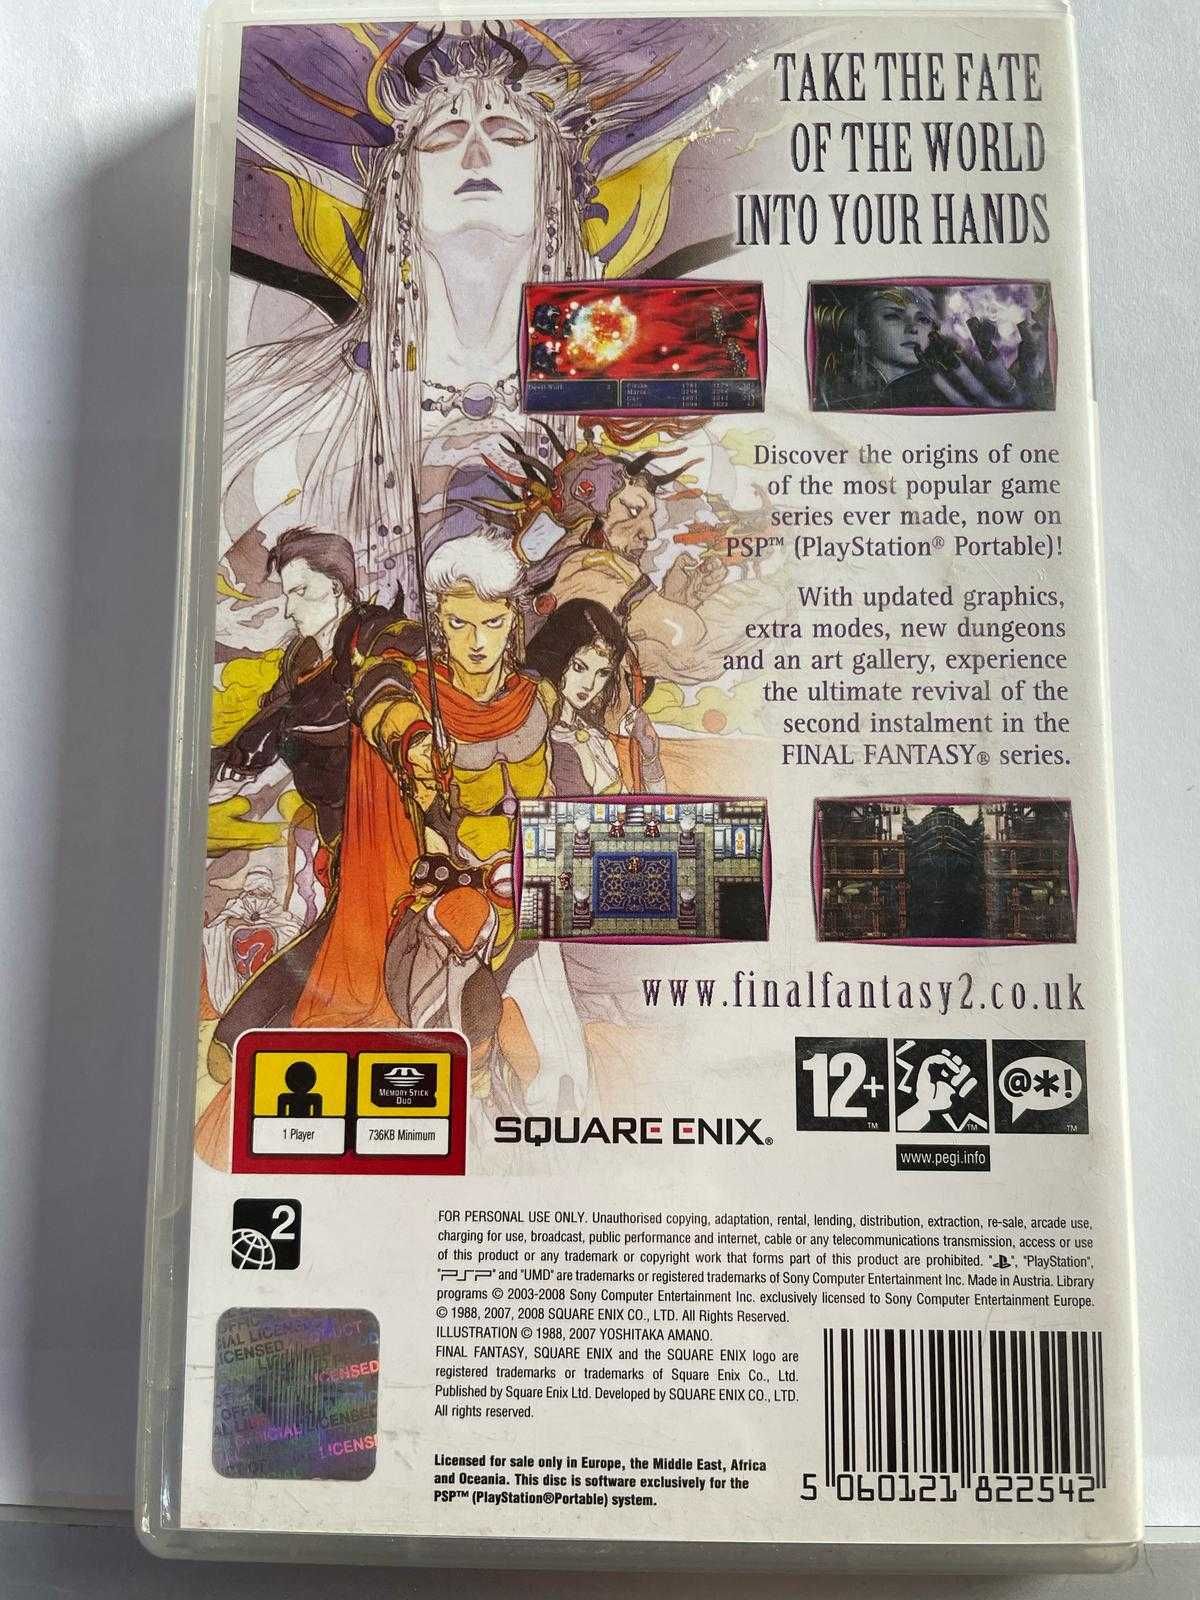 TAKE THE FATE
OF THE WORLD
INTO YOUR HANDS
Discover the origins of one
of the most popular game
series ever made, now on
PSP™ (PlayStation® Portable)!
With updated graphics,
extra modes, new dungeons
and an art gallery, experience
the ultimate revival of the
second instalment in the
FINAL FANTASY® series.
www.finalfantasy2.co.uk
1 Player
MEMORY STICK
DUO
736KB Minimum
SQUARE ENIX®
12+
TM
TM
@*!
TM
www.pegi.info
2
FOR PERSONAL USE ONLY. Unauthorised copying, adaptation, rental, lending, distribution, extraction, re-sale, arcade use,
charging for use, broadcast, public performance and internet, cable or any telecommunications transmission, access or use
of this product or any trademark or copyright work that forms part of this product are prohibited. " ", "PlayStation",
"PSP" and "UMD" are trademarks or registered trademarks of Sony Computer Entertainment Inc. Made in Austria. Library
programs © 2003-2008 Sony Computer Entertainment Inc. exclusively licensed to Sony Computer Entertainment Europe.
© 1988, 2007, 2008 SQUARE ENIX CO., LTD. All Rights Reserved.
ILLUSTRATION © 1988, 2007 YOSHITAKA AMANO.
FINAL FANTASY, SQUARE ENIX and the SQUARE ENIX logo are
registered trademarks or trademarks of Square Enix Co., Ltd.
Published by Square Enix Ltd. Developed by SQUARE ENIX CO., LTD.
All rights reserved.
Licensed for sale only in Europe, the Middle East, Africa
and Oceania. This disc is software exclusively for the
PSP™ (PlayStation®Portable) system.
5 060121 822542